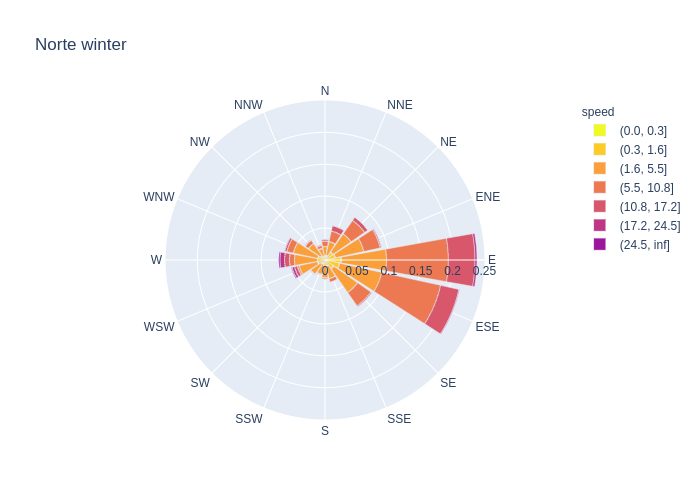 Norte winter
N
NNE
NE
ENE
E
ESE
SE
SSE
S
SSW
SW
WSW
W
WNW
NW
NNW
0 0.05 0.1 0.15 0.2 0.25
speed
(0.0, 0.3]
(0.3, 1.6]
(1.6, 5.5]
(5.5, 10.8]
(10.8, 17.2]
(17.2, 24.5]
(24.5, inf]